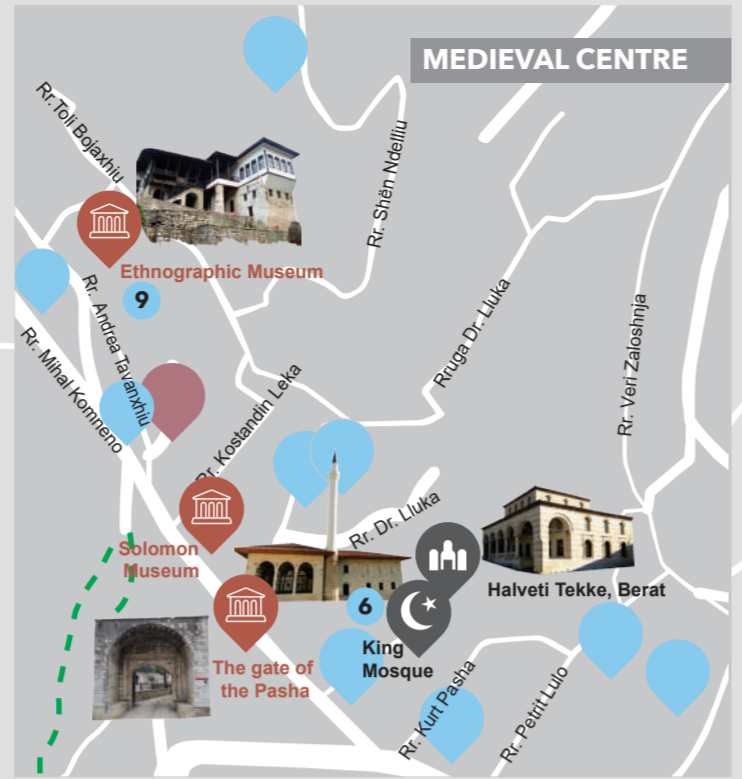 MEDIEVAL CENTRE
Rr. Toli Bojaxhiu
Rr. Shën Ndelliu
Ethnographic Museum
9
Rr. Andrea Tavanxhiu
Rr. Mihal Komneno
Rruga Dr. Lluka
Rr. Veri Zaloshnja
Rr. Kostandin Leka
Rr. Dr. Lluka
Solomon
Museum
Halveti Tekke, Berat
6
King
Mosque
The gate of
the Pasha
Rr. Kurt Pasha
Rr. Petrit Lulo